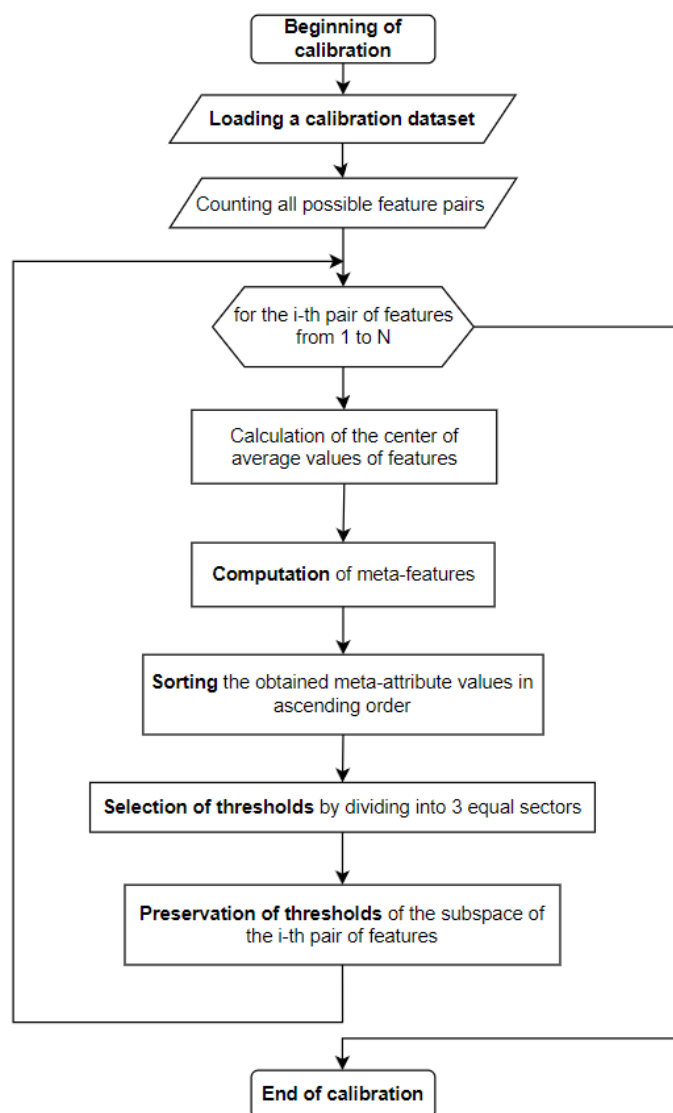 Beginning of
calibration
Loading a calibration dataset
Counting all possible feature pairs
for the i-th pair of features
from 1 to N
Calculation of the center of
average values of features
Computation of meta-features
Sorting the obtained meta-attribute values in
ascending order
Selection of thresholds by dividing into 3 equal sectors
Preservation of thresholds of the subspace of
the i-th pair of features
End of calibration